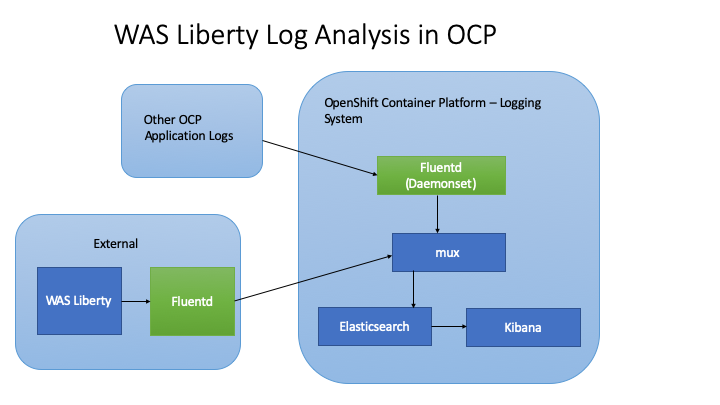 WAS Liberty Log Analysis in OCP
Other OCP
Application Logs
OpenShift Container Platform – Logging
System
Fluentd
(Daemonset)
External
WAS Liberty
Fluentd
mux
Elasticsearch
Kibana